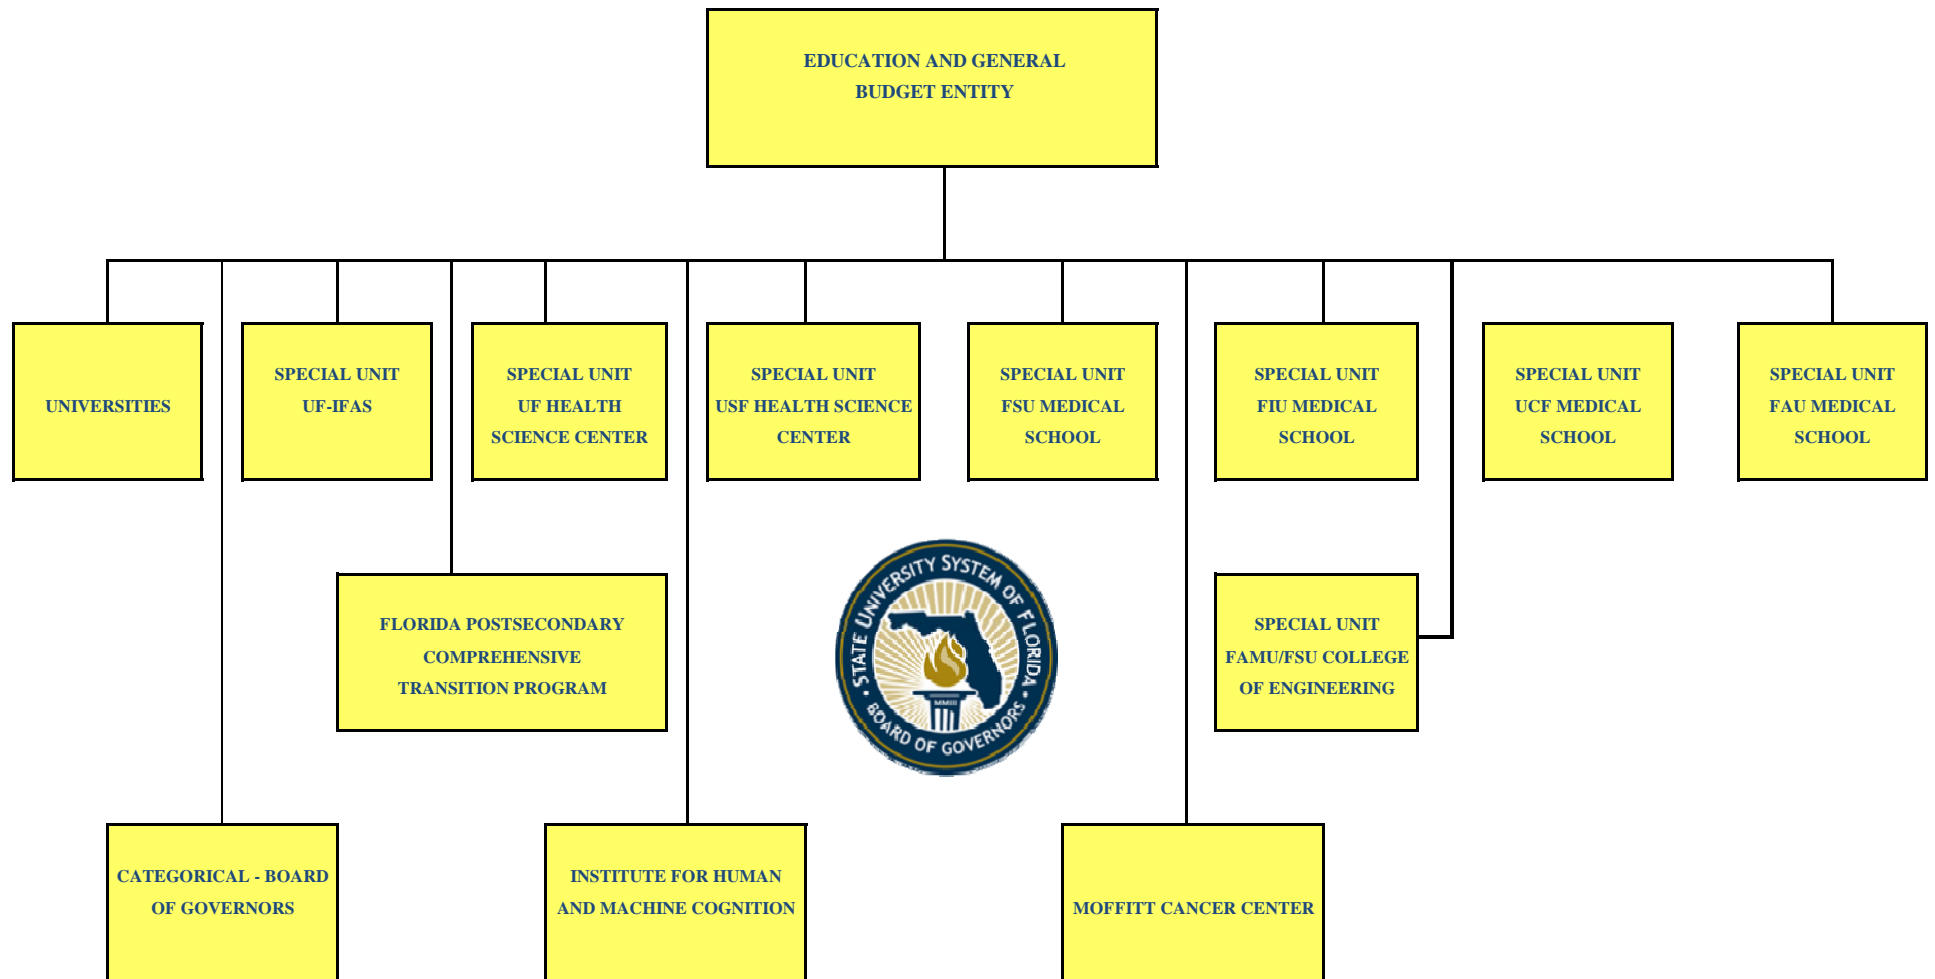 EDUCATION AND GENERAL
BUDGET ENTITY
UNIVERSITIES
SPECIAL UNIT
UF-IFAS
SPECIAL UNIT
UF HEALTH
SCIENCE CENTER
SPECIAL UNIT
USF HEALTH SCIENCE
CENTER
SPECIAL UNIT
FSU MEDICAL
SCHOOL
SPECIAL UNIT
FIU MEDICAL
SCHOOL
SPECIAL UNIT
UCF MEDICAL
SCHOOL
SPECIAL UNIT
FAU MEDICAL
SCHOOL
FLORIDA POSTSECONDARY
COMPREHENSIVE
TRANSITION PROGRAM
STATE UNIVERSITY SYSTEM OF FLORIDA
MMIII
BOARD OF GOVERNORS
SPECIAL UNIT
FAMU/FSU COLLEGE
OF ENGINEERING
CATEGORICAL - BOARD
OF GOVERNORS
INSTITUTE FOR HUMAN
AND MACHINE COGNITION
MOFFITT CANCER CENTER